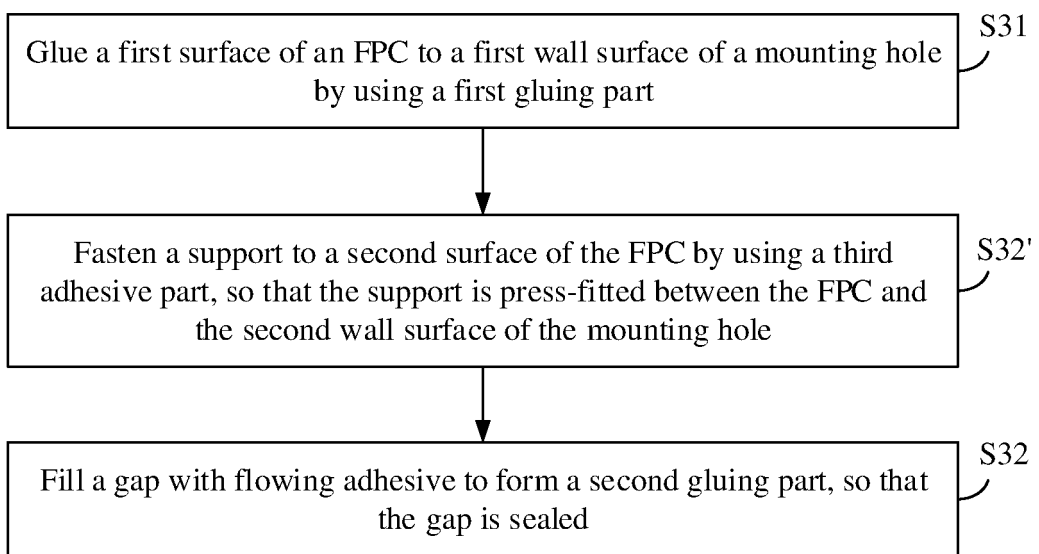 S31
Glue a first surface of an FPC to a first wall surface of a mounting hole
by using a first gluing part
S32'
Fasten a support to a second surface of the FPC by using a third
adhesive part, so that the support is press-fitted between the FPC and
the second wall surface of the mounting hole
S32
Fill a gap with flowing adhesive to form a second gluing part, so that
the gap is sealed